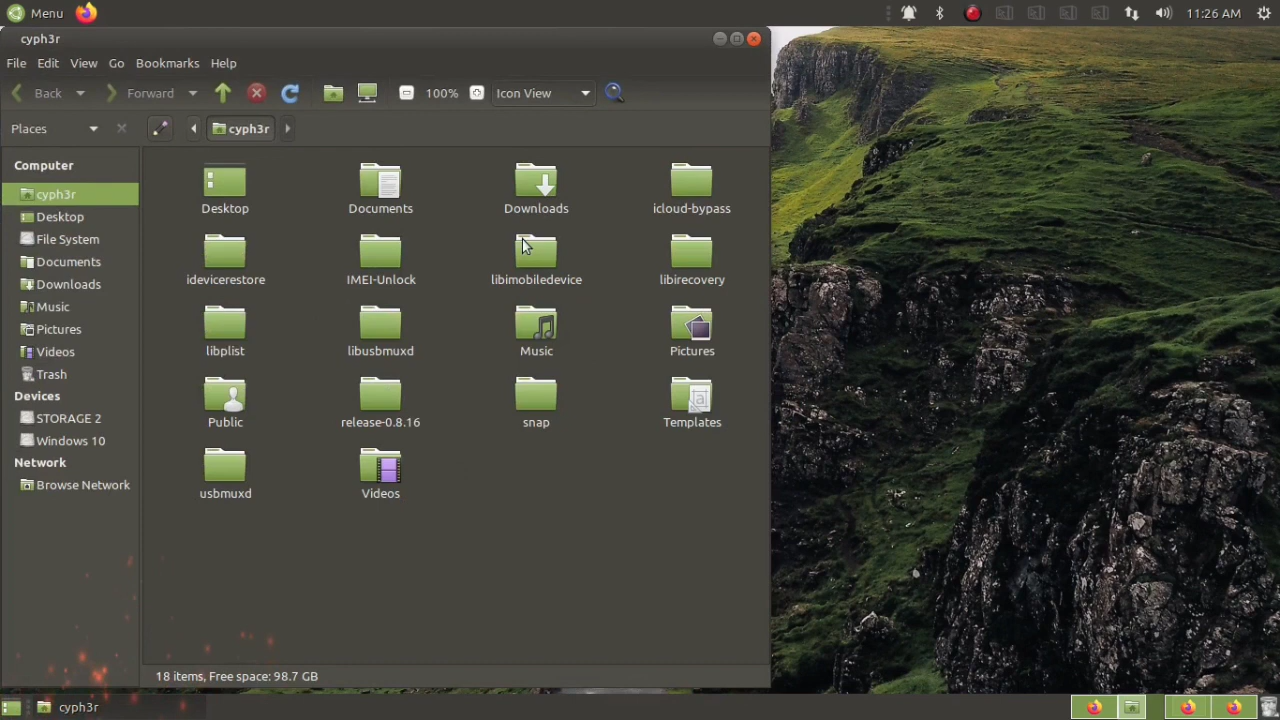 Menu
11:26 AM
cyph3r
File Edit View Go Bookmarks Help
Back Forward 100% Icon View
Places cyph3r
Computer
cyph3r
Desktop
File System
Documents
Downloads
Music
Pictures
Videos
Trash
Devices
STORAGE 2
Windows 10
Network
Browse Network
Desktop Documents Downloads icloud-bypass
idevicerestore IMEI-Unlock libimobiledevice libirecovery
libplist libusbmuxd Music Pictures
Public release-0.8.16 snap Templates
usbmuxd Videos
18 items, Free space: 98.7 GB
cyph3r